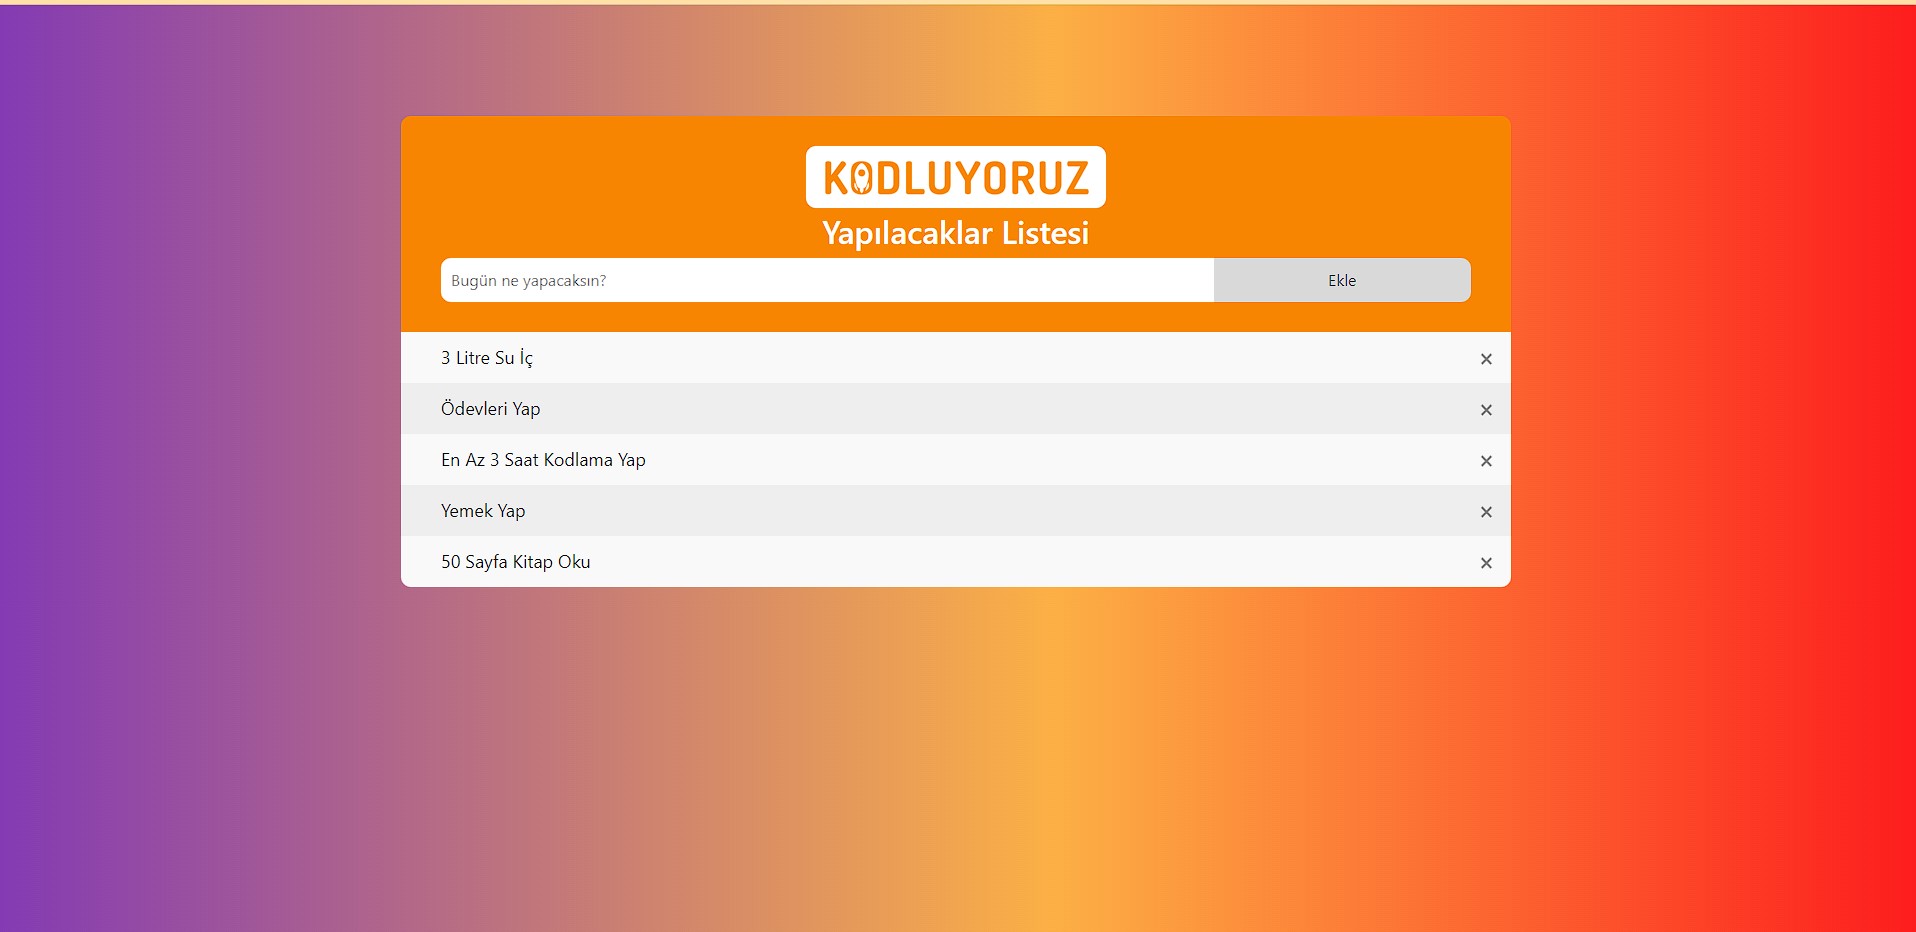 KODLUYORUZ
Yapılacaklar Listesi
Bugün ne yapacaksın?
Ekle
3 Litre Su İç
×
Ödevleri Yap
×
En Az 3 Saat Kodlama Yap
×
Yemek Yap
×
50 Sayfa Kitap Oku
×